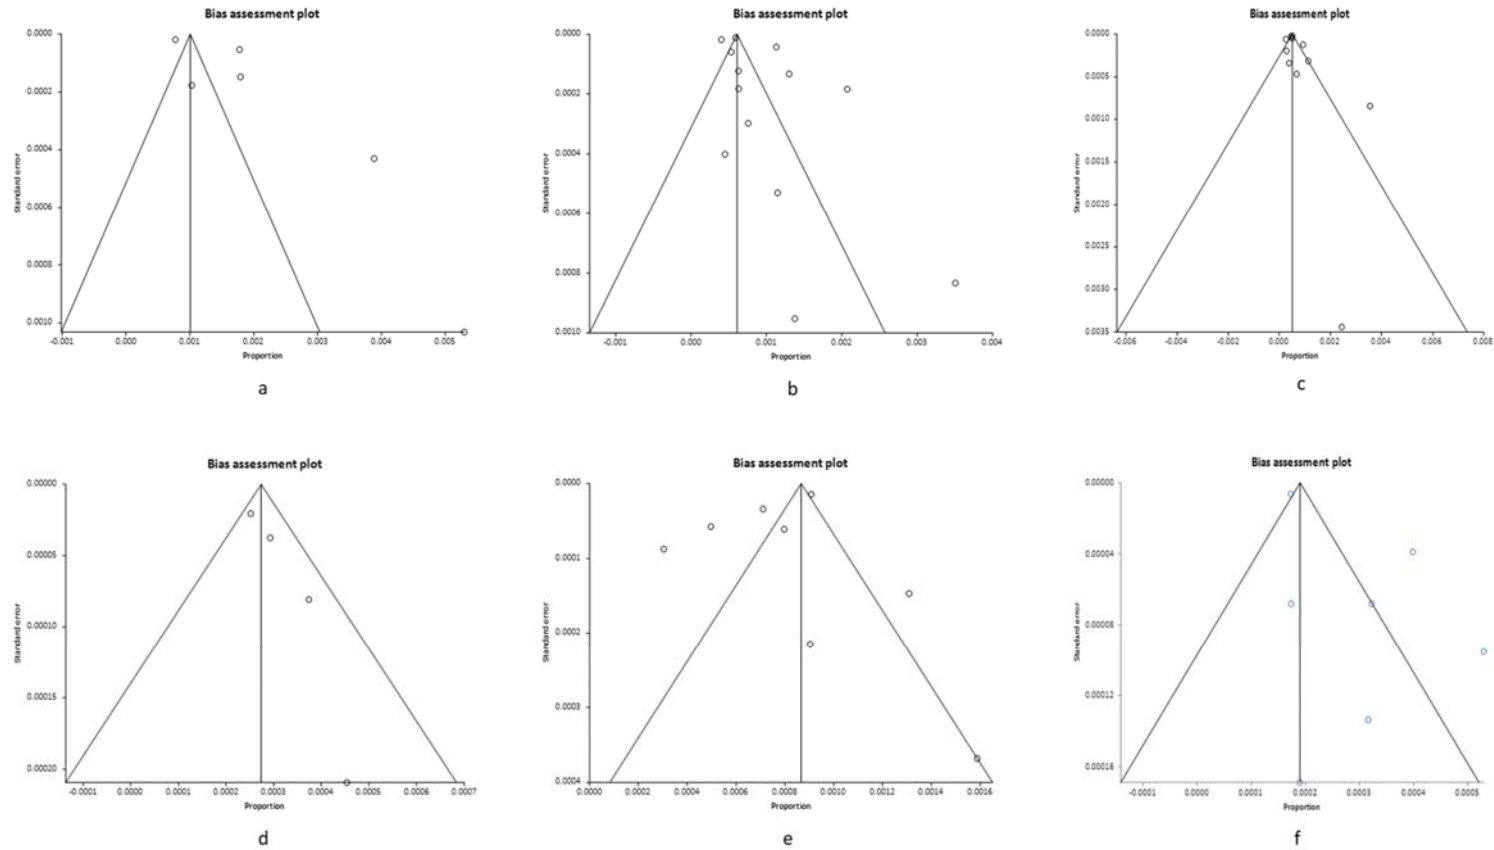 Bias assessment plot
0.0000
0.0002
0.0004
0.0006
0.0008
0.0010
Standard error
-0.001 0.000 0.001 0.002 0.003 0.004 0.005
Proportion
a
Bias assessment plot
0.0000
0.0002
0.0004
0.0006
0.0008
0.0010
Standard error
-0.001 0.000 0.001 0.002 0.003 0.004
Proportion
b
Bias assessment plot
0.0000
0.0005
0.0010
0.0015
0.0020
0.0025
0.0030
0.0035
Standard error
-0.006 -0.004 -0.002 0.000 0.002 0.004 0.006 0.008
Proportion
c
Bias assessment plot
0.00000
0.00005
0.00010
0.00015
0.00020
Standard error
-0.0001 0.0000 0.0001 0.0002 0.0003 0.0004 0.0005 0.0006 0.0007
Proportion
d
Bias assessment plot
0.0000
0.0001
0.0002
0.0003
0.0004
Standard error
0.0000 0.0002 0.0004 0.0006 0.0008 0.0010 0.0012 0.0014 0.0016
Proportion
e
Bias assessment plot
0.00000
0.00004
0.00008
0.00012
0.00016
Standard error
-0.0001 0.0000 0.0001 0.0002 0.0003 0.0004 0.0005
Proportion
f